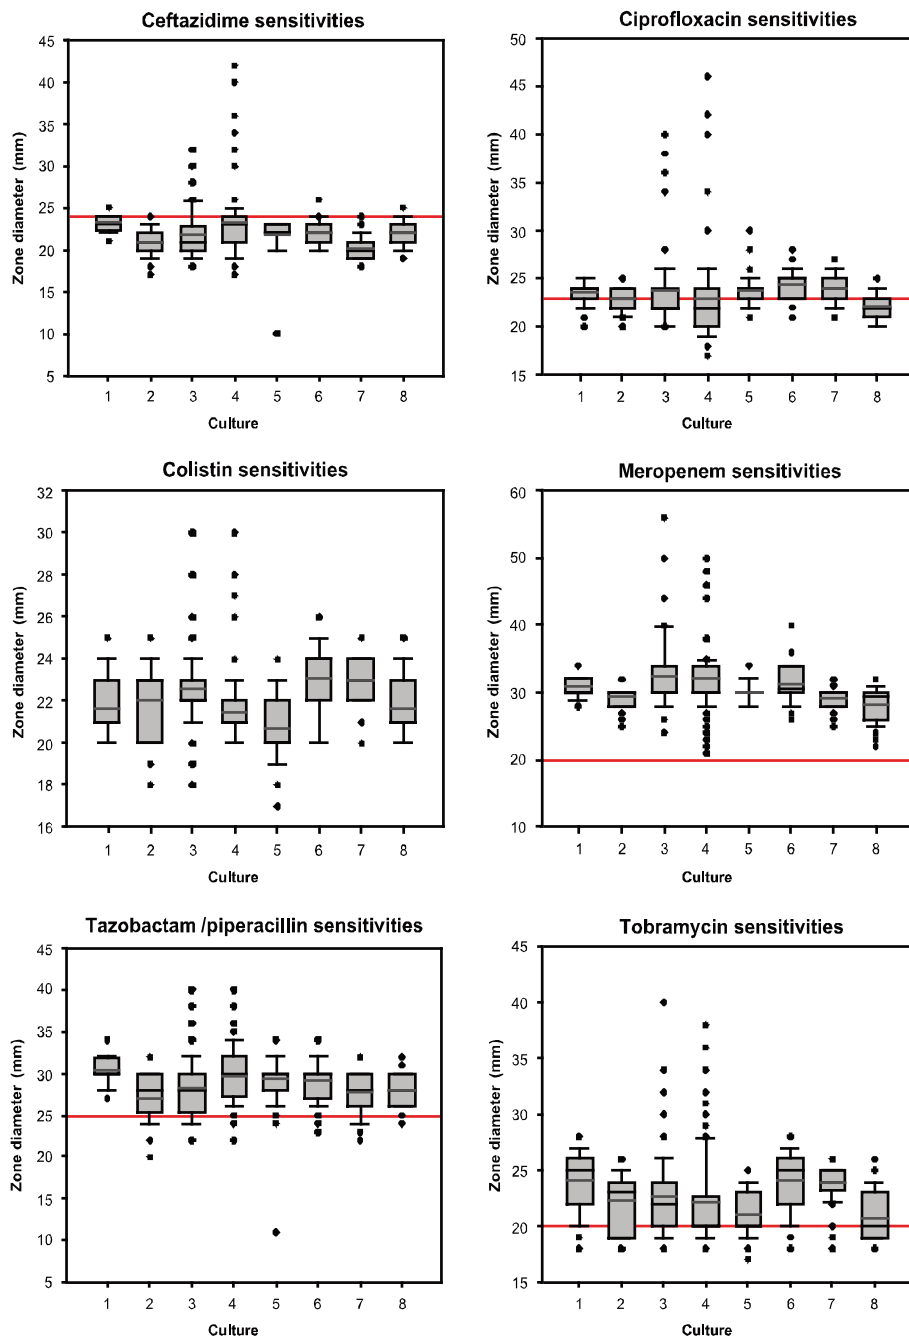 Ceftazidime sensitivities
45
40
35
30
25
20
15
10
5
Zone diameter (mm)
1 2 3 4 5 6 7 8
Culture
Ciprofloxacin sensitivities
50
45
40
35
30
25
20
15
Zone diameter (mm)
1 2 3 4 5 6 7 8
Culture
Colistin sensitivities
32
30
28
26
24
22
20
18
16
Zone diameter (mm)
1 2 3 4 5 6 7 8
Culture
Meropenem sensitivities
60
50
40
30
20
10
Zone diameter (mm)
1 2 3 4 5 6 7 8
Culture
Tazobactam /piperacillin sensitivities
45
40
35
30
25
20
15
10
5
Zone diameter (mm)
1 2 3 4 5 6 7 8
Culture
Tobramycin sensitivities
45
40
35
30
25
20
15
Zone diameter (mm)
1 2 3 4 5 6 7 8
Culture